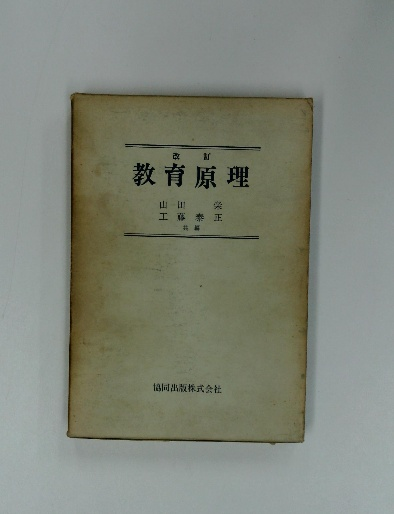 改訂
教育原理
山田 栄
工藤泰正
共編
協同出版株式会社